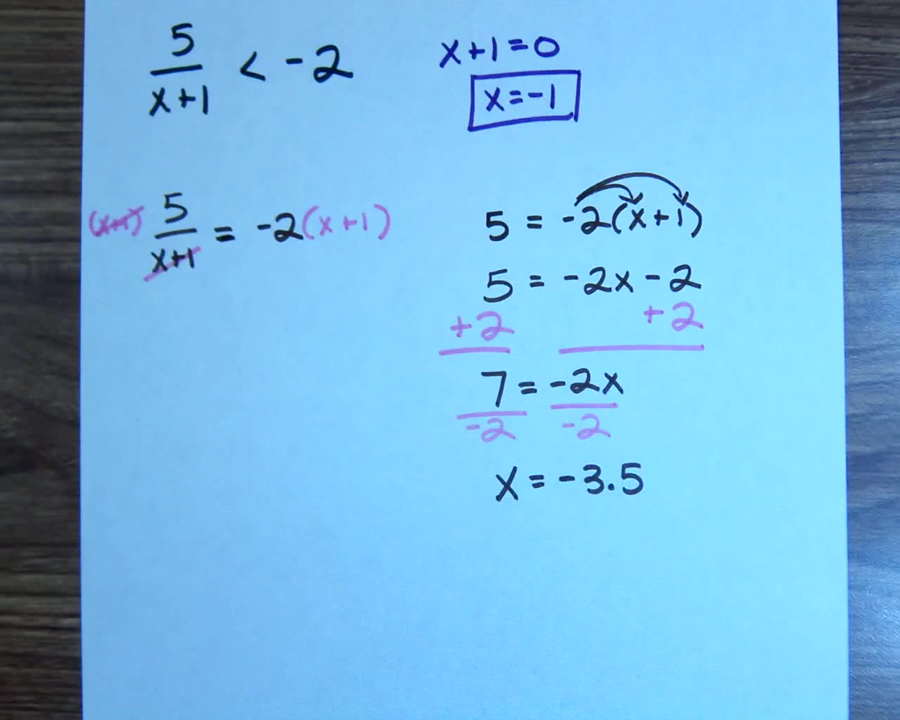 5/(x+1) < -2
x+1=0
x=-1
(x+1) 5/(x+1) = -2(x+1)
5 = -2(x+1)
5 = -2x - 2
+2 +2
7 = -2x
-2 -2
x = -3.5